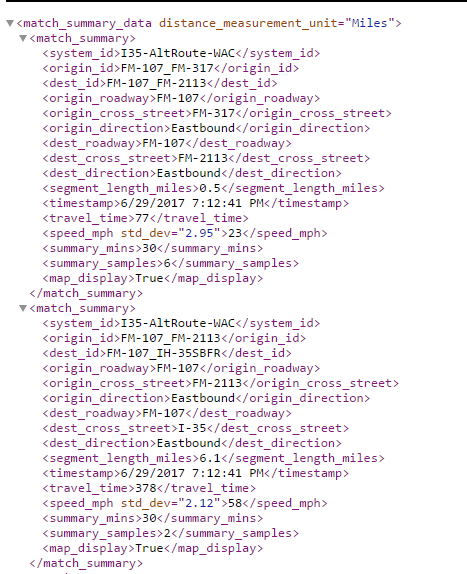 <match_summary_data distance_measurement_unit="Miles">
<match_summary>
<system_id>I35-AltRoute-WAC</system_id>
<origin_id>FM-107_FM-317</origin_id>
<dest_id>FM-107_FM-2113</dest_id>
<origin_roadway>FM-107</origin_roadway>
<origin_cross_street>FM-317</origin_cross_street>
<origin_direction>Eastbound</origin_direction>
<dest_roadway>FM-107</dest_roadway>
<dest_cross_street>FM-2113</dest_cross_street>
<dest_direction>Eastbound</dest_direction>
<segment_length_miles>0.5</segment_length_miles>
<timestamp>6/29/2017 7:12:41 PM</timestamp>
<travel_time>77</travel_time>
<speed_mph std_dev="2.95">23</speed_mph>
<summary_mins>30</summary_mins>
<summary_samples>6</summary_samples>
<map_display>True</map_display>
</match_summary>
<match_summary>
<system_id>I35-AltRoute-WAC</system_id>
<origin_id>FM-107_FM-2113</origin_id>
<dest_id>FM-107_IH-35SBFR</dest_id>
<origin_roadway>FM-107</origin_roadway>
<origin_cross_street>FM-2113</origin_cross_street>
<origin_direction>Eastbound</origin_direction>
<dest_roadway>FM-107</dest_roadway>
<dest_cross_street>I-35</dest_cross_street>
<dest_direction>Eastbound</dest_direction>
<segment_length_miles>6.1</segment_length_miles>
<timestamp>6/29/2017 7:12:41 PM</timestamp>
<travel_time>378</travel_time>
<speed_mph std_dev="2.12">58</speed_mph>
<summary_mins>30</summary_mins>
<summary_samples>2</summary_samples>
<map_display>True</map_display>
</match_summary>